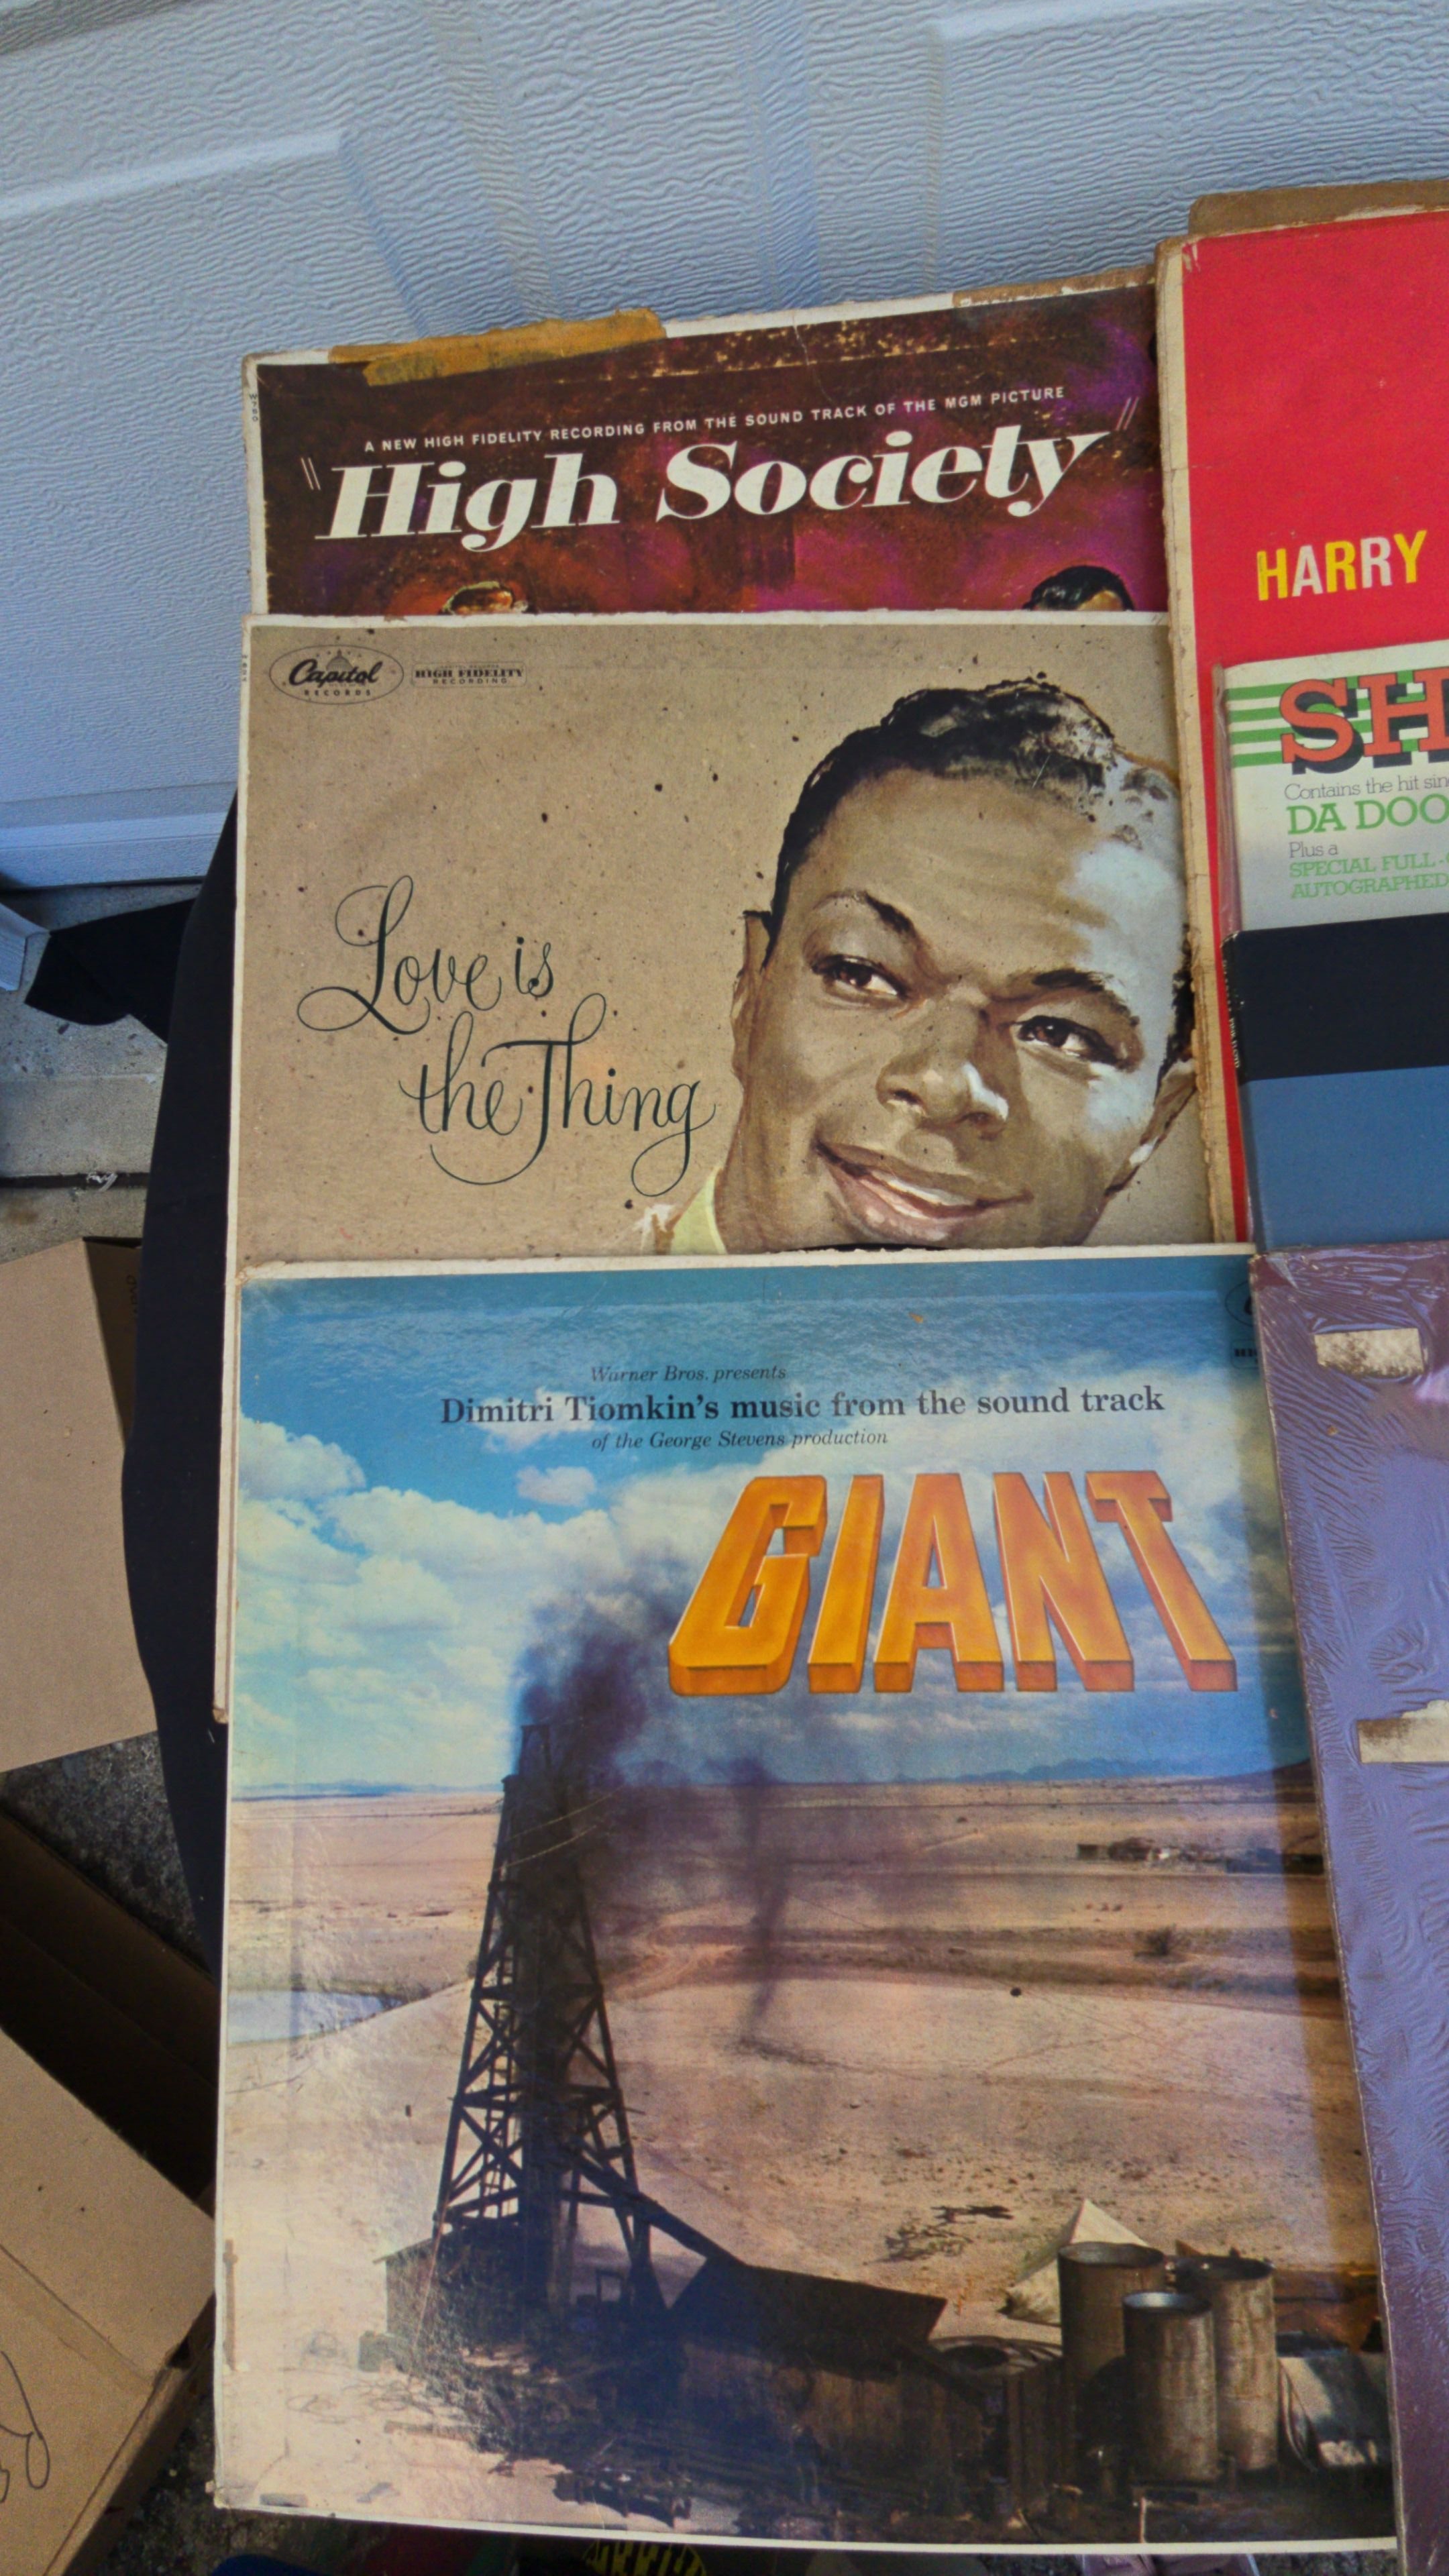 A NEW HIGH FIDELITY RECORDING FROM THE SOUND TRACK OF THE MGM PICTURE
"High Society"
Capitol
RECORDS
HIGH FIDELITY
RECORDING
Love is
the Thing
Warner Bros. presents
Dimitri Tiomkin's music from the sound track
of the George Stevens production
GIANT
HARRY
SH
Contains the hit sin
DA DOO
Plus a
SPECIAL FULL-
AUTOGRAPHED